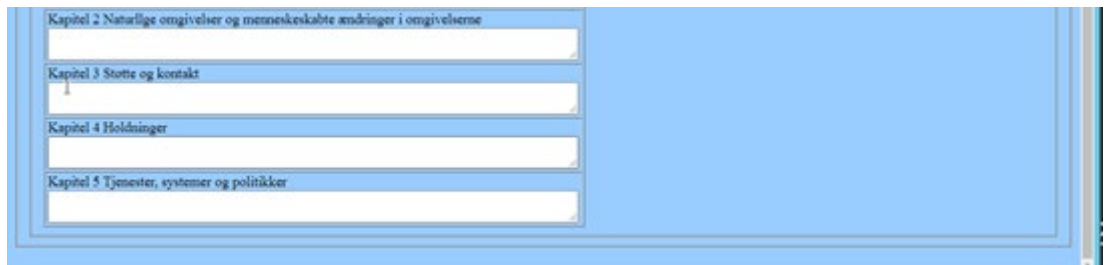 Kapitel 2 Naturlige omgivelser og menneskeskabte ændringer i omgivelserne
Kapitel 3 Støtte og kontakt
Kapitel 4 Holdninger
Kapitel 5 Tjenester, systemer og politikker